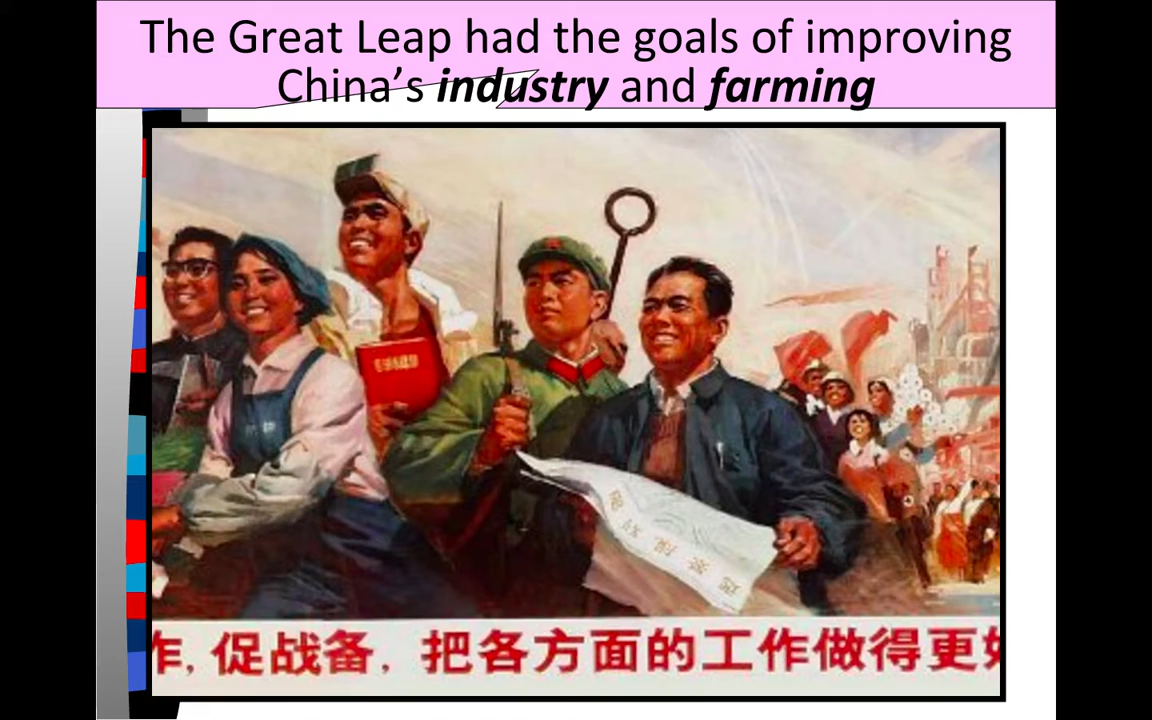 The Great Leap had the goals of improving
China’s industry and farming
作, 促战备, 把各方面的工作做得更